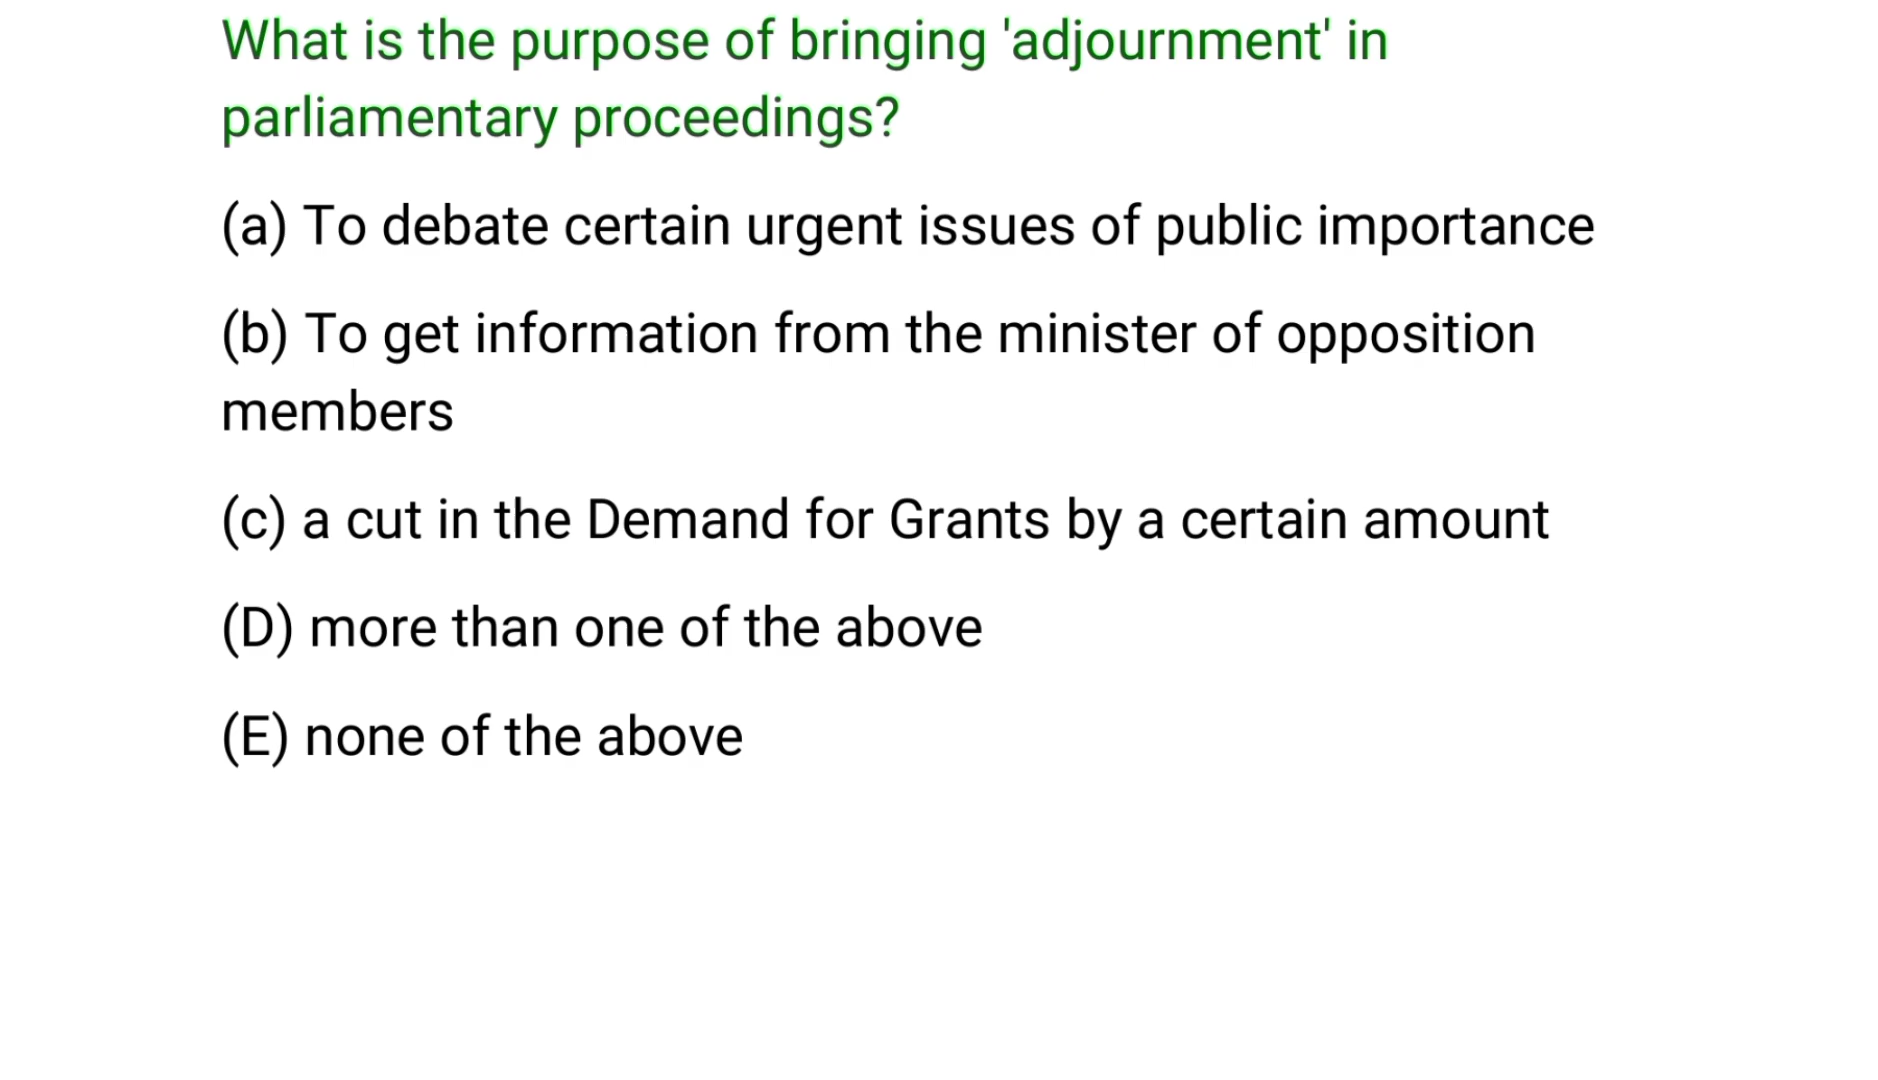 What is the purpose of bringing 'adjournment' in
parliamentary proceedings?
(a) To debate certain urgent issues of public importance
(b) To get information from the minister of opposition
members
(c) a cut in the Demand for Grants by a certain amount
(D) more than one of the above
(E) none of the above